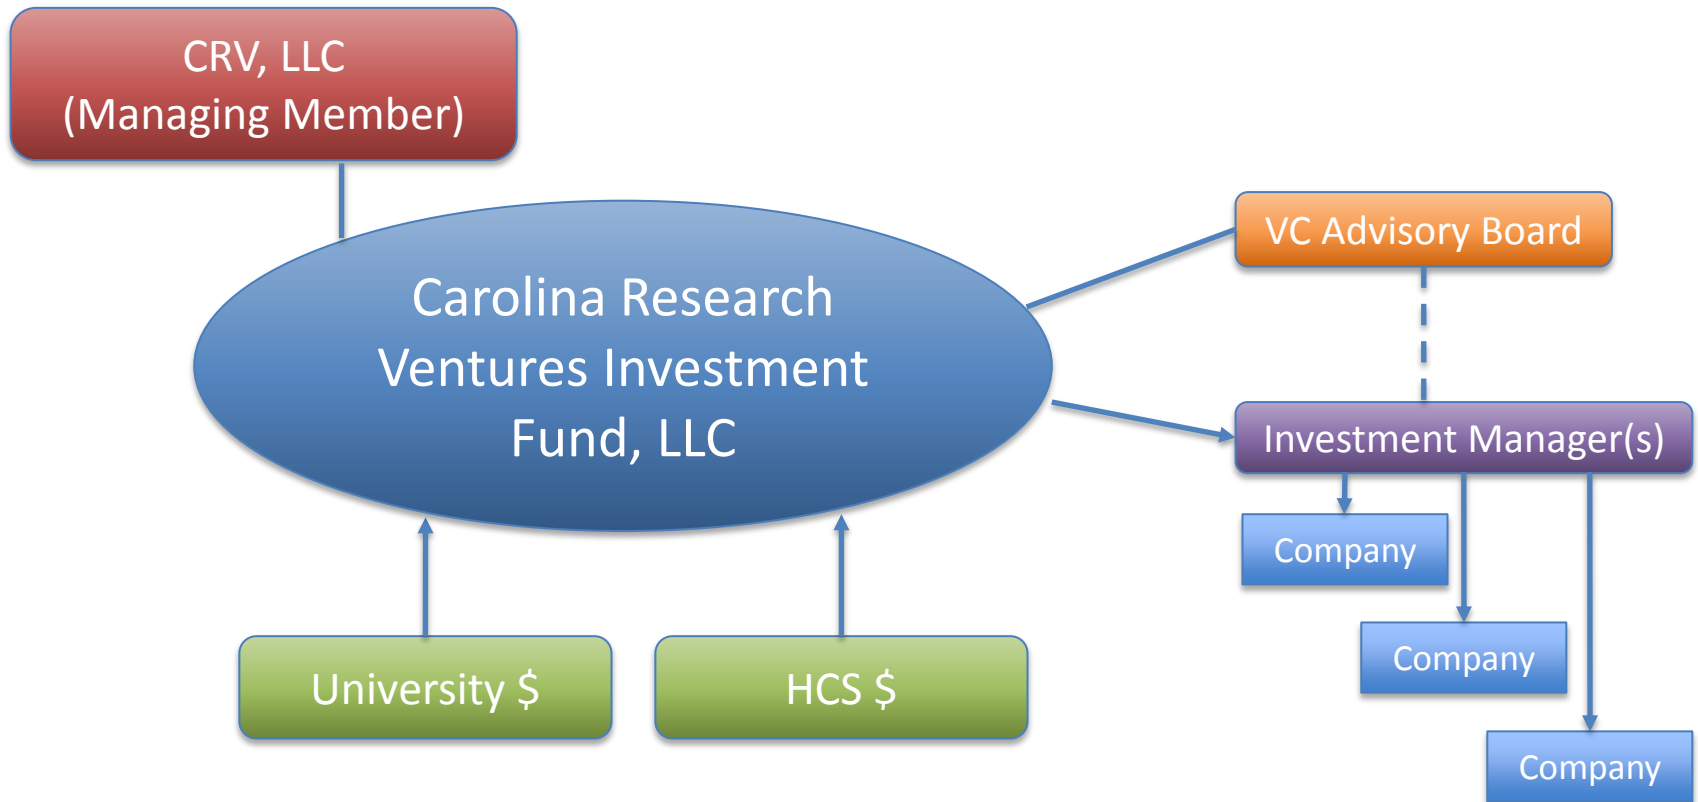 CRV, LLC
(Managing Member)
Carolina Research
Ventures Investment
Fund, LLC
VC Advisory Board
Investment Manager(s)
Company
Company
Company
University $
HCS $